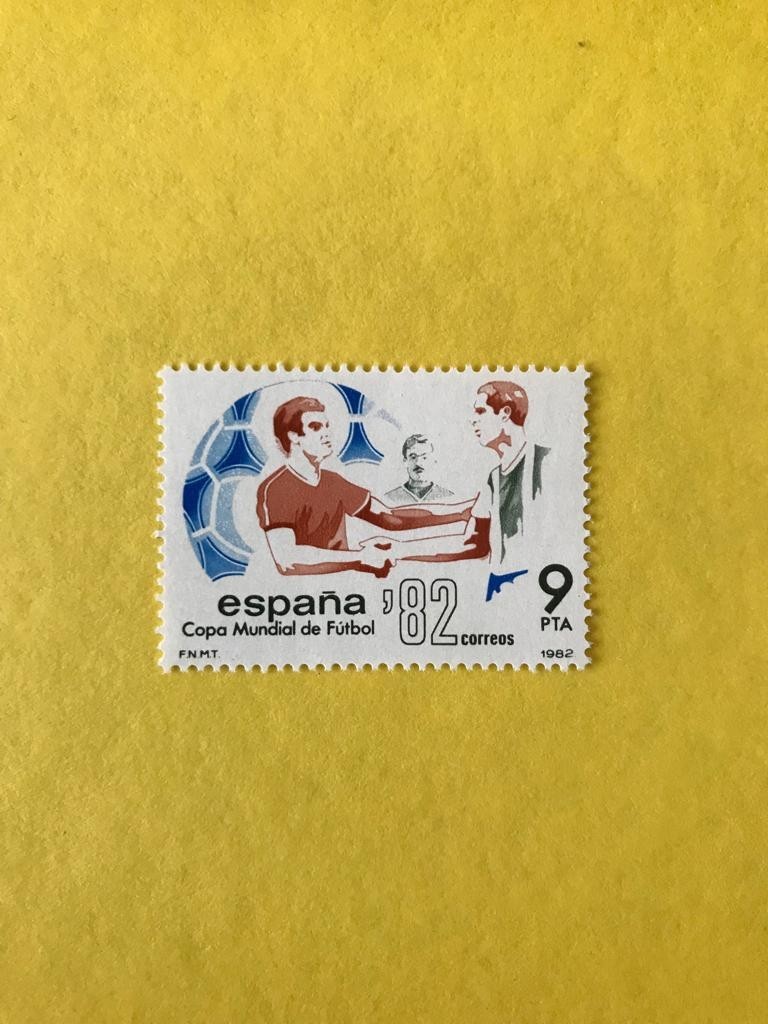 españa
Copa Mundial de Fútbol
'82
correos
9
PTA
F.N.M.T.
1982